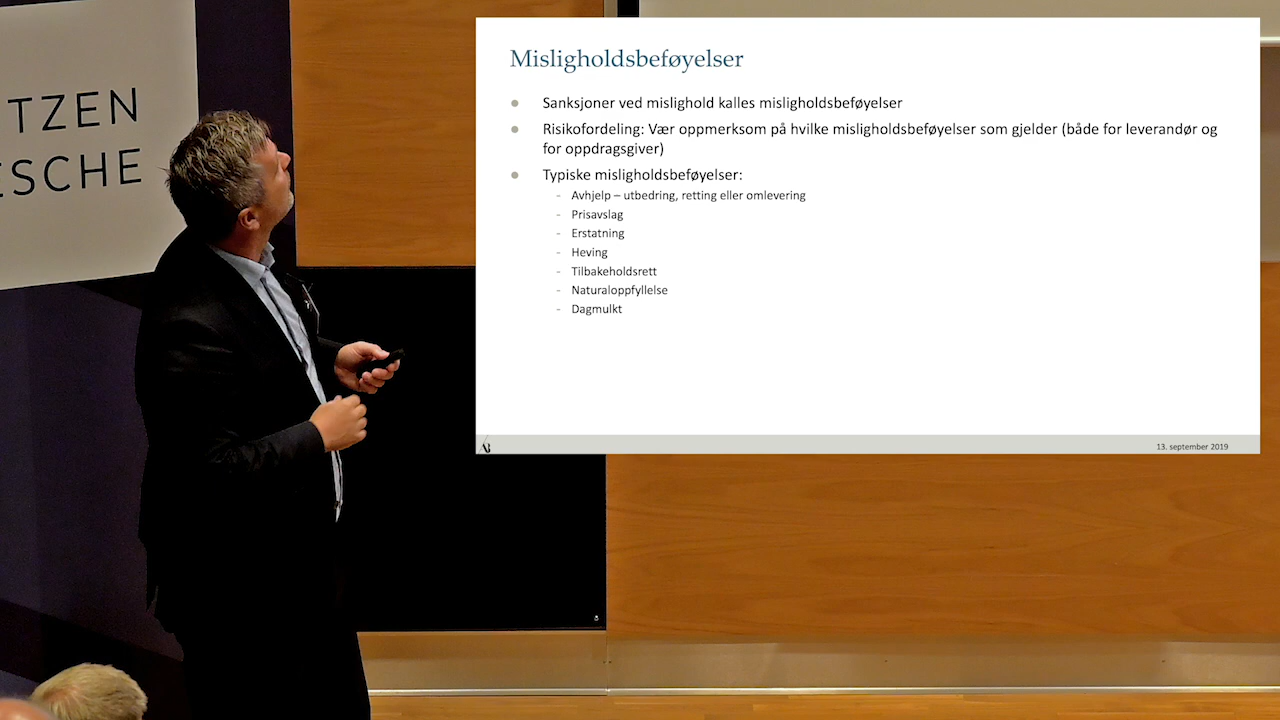 TZEN
ESCHE
Misligholdsbeføyelser
● Sanksjoner ved mislighold kalles misligholdsbeføyelser
● Risikofordeling: Vær oppmerksom på hvilke misligholdsbeføyelser som gjelder (både for leverandør og
for oppdragsgiver)
● Typiske misligholdsbeføyelser:
- Avhjelp – utbedring, retting eller omlevering
- Prisavslag
- Erstatning
- Heving
- Tilbakeholdsrett
- Naturaloppfyllelse
- Dagmulkt
AB
13. september 2019